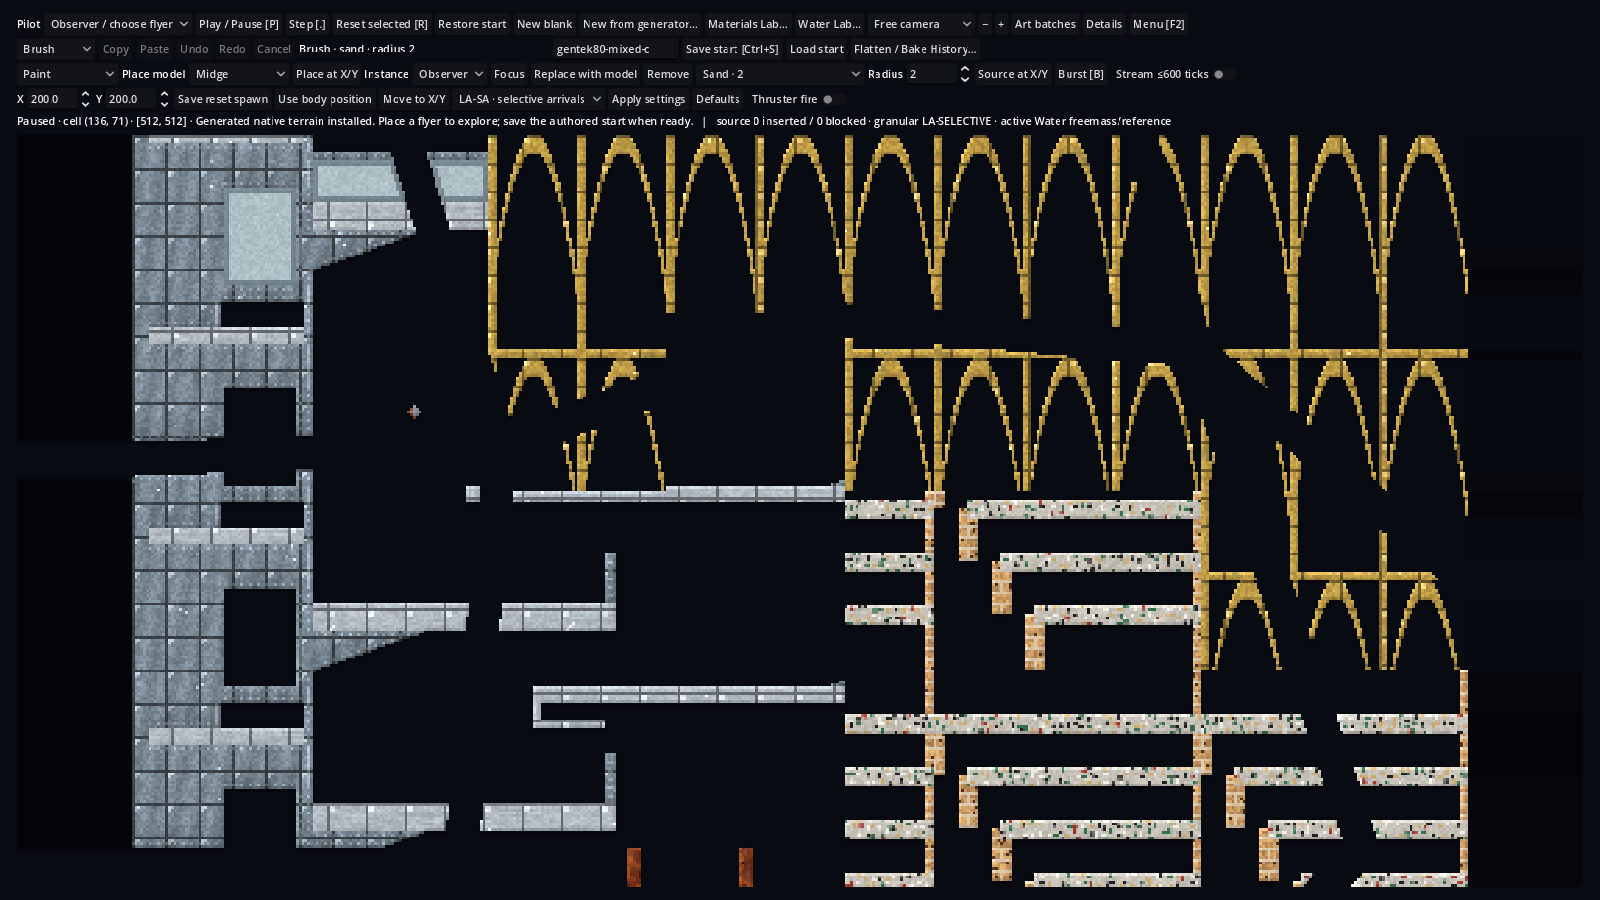 Pilot Observer / choose flyer Play / Pause [P] Step [.] Reset selected [R] Restore start New blank New from generator... Materials Lab... Water Lab... Free camera − + Art batches Details Menu [F2]
Brush Copy Paste Undo Redo Cancel Brush · sand · radius 2 gentek80-mixed-c Save start [Ctrl+S] Load start Flatten / Bake History...
Paint Place model Midge Place at X/Y Instance Observer Focus Replace with model Remove Sand · 2 Radius 2 Source at X/Y Burst [B] Stream ≤600 ticks
X 200.0 Y 200.0 Save reset spawn Use body position Move to X/Y LA-SA · selective arrivals Apply settings Defaults Thruster fire
Paused · cell (136, 71) · [512, 512] · Generated native terrain installed. Place a flyer to explore; save the authored start when ready. | source 0 inserted / 0 blocked · granular LA-SELECTIVE · active Water freemass/reference